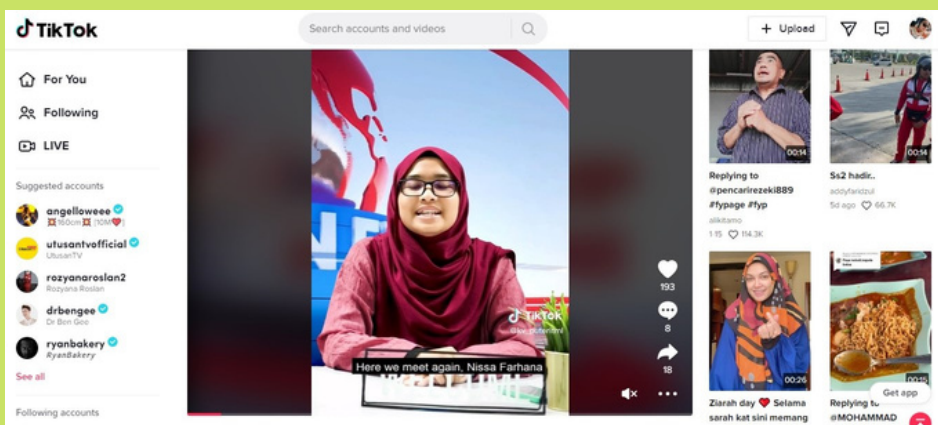 TikTok
Search accounts and videos
+ Upload
For You
Following
LIVE
Suggested accounts
angelloweee
160cm
(10M
utusantvofficial
UtusanTV
rozyanaroslan2
Rozyana Roslan
drbengee
Dr Ben Gee
ryanbakery
RyanBakery
See all
Following accounts
TikTok
Here we meet again, Nissa Farhana
193
8
18
00:14
Replying to
@pencarirezeki889
#fypage #fyp
alikitamo
1 15
114.3K
00:14
Ss2 hadir..
addyfaridzul
5d ago
66.7K
00:26
Ziarah day ❤️ Selama
sarah kat sini memang
00:15
Replying to
@MOHAMMAD
Get app